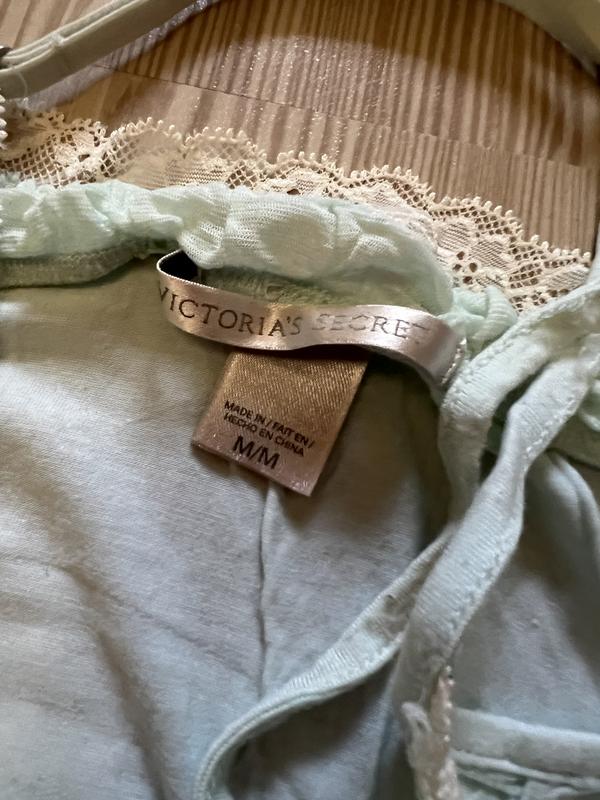 VICTORIA'S SECRET
MADE IN / FAIT EN /
HECHO EN CHINA
M/M